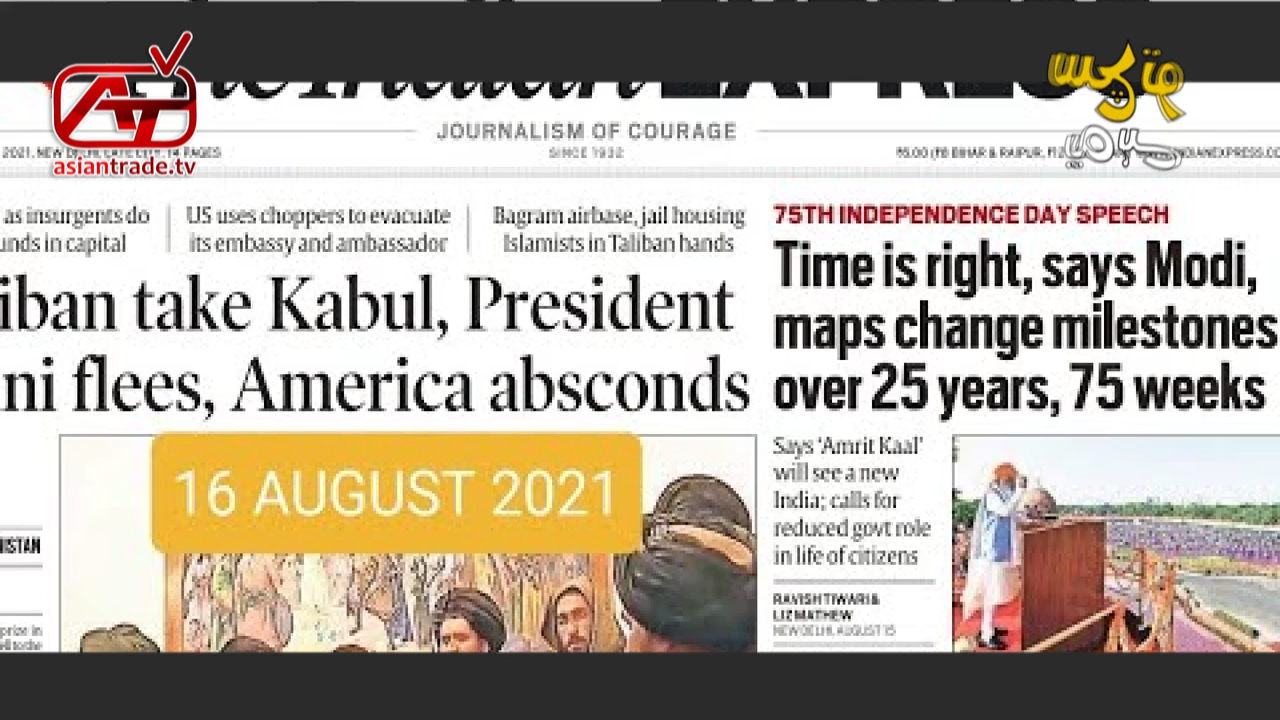 JOURNALISM OF COURAGE
SINCE 1932
2021, NEW DELHI, LATE CITY, 14 PAGES
asiantrade.tv
as insurgents do
unds in capital
US uses choppers to evacuate
its embassy and ambassador
Bagram airbase, jail housing
Islamists in Taliban hands
iban take Kabul, President
ni flees, America absconds
75TH INDEPENDENCE DAY SPEECH
Time is right, says Modi,
maps change milestones
over 25 years, 75 weeks
16 AUGUST 2021
Says 'Amrit Kaal'
will see a new
India; calls for
reduced govt role
in life of citizens
RAVISH TIWARI &
LIZ MATHEW
NEW DELHI, AUGUST 15
ISTAN
prize in